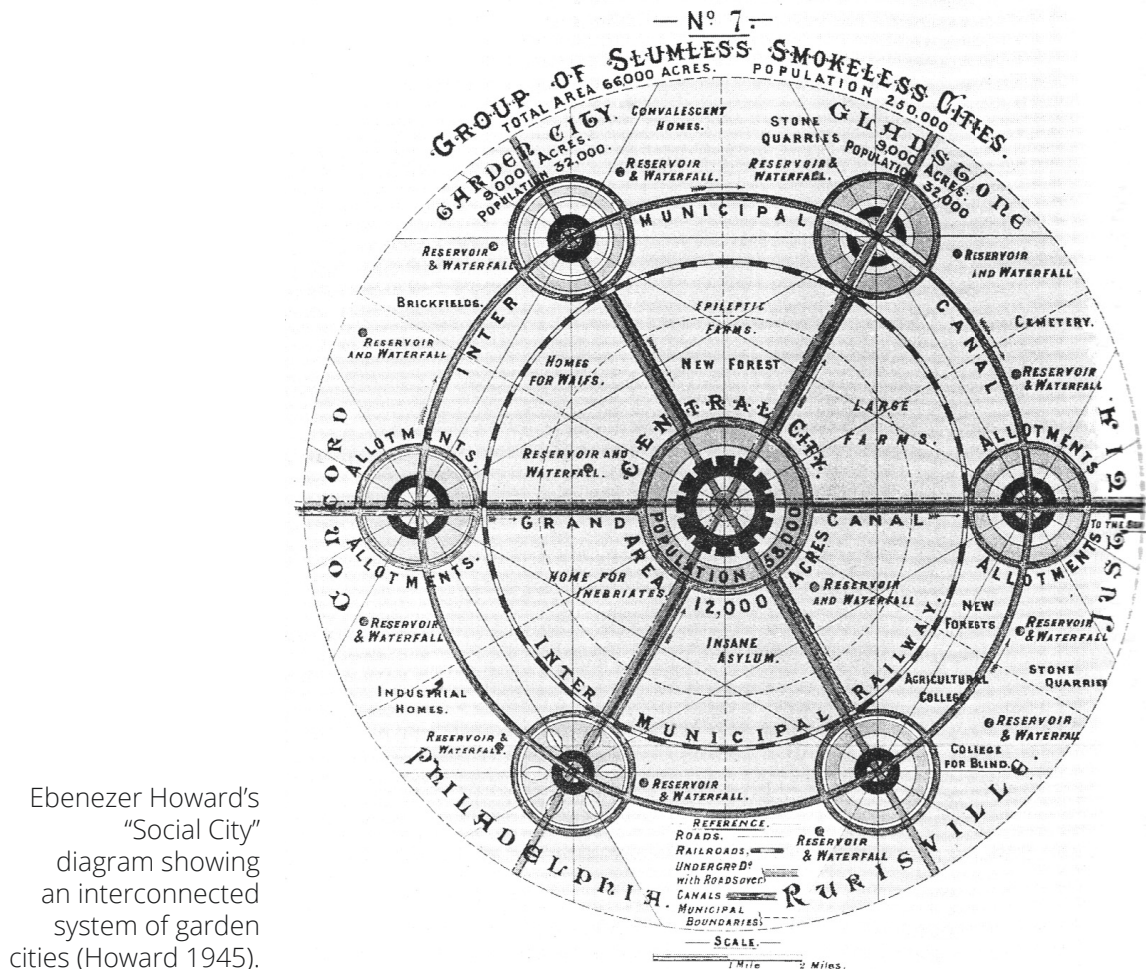 — Nº 7. —
GROUP OF SLUMLESS SMOKELESS CITIES.
TOTAL AREA 66,000 ACRES. POPULATION 250,000
GARDEN CITY.
9,000 ACRES.
POPULATION 32,000.
CONVALESCENT
HOMES.
STONE
QUARRIES
GLADSTONE
9,000 ACRES.
POPULATION
32,000
RESERVOIR
& WATERFALL.
RESERVOIR &
WATERFALL.
INTER MUNICIPAL CANAL
RESERVOIR
& WATERFALL
RESERVOIR
AND WATERFALL
BRICKFIELDS.
EPILEPTIC
FARMS.
CEMETERY.
RESERVOIR
AND WATERFALL
HOMES
FOR WAIFS.
NEW FOREST
RESERVOIR
& WATERFALL
LARGE
FARMS.
CONCORD
ALLOTMENTS.
CENTRAL CITY.
ALLOTMENTS
RESERVOIR AND
WATERFALL.
GRAND CANAL
TO THE
ALLOTMENTS.
POPULATION 58,000
AREA 12,000 ACRES
ALLOTMENTS
HOME FOR
INEBRIATES.
RESERVOIR
AND WATERFALL
RESERVOIR
& WATERFALL
INSANE
ASYLUM.
NEW
FORESTS
RESERVOIR
& WATERFALL
INTER MUNICIPAL RAILWAY.
STONE
QUARRIES
INDUSTRIAL
HOMES.
AGRICULTURAL
COLLEGE
RESERVOIR &
WATERFALL.
RESERVOIR
& WATERFALL
COLLEGE
FOR BLIND.
PHILADELPHIA.
RURISVILLE.
RESERVOIR
& WATERFALL.
RESERVOIR
& WATERFALL
REFERENCE.
ROADS.
RAILROADS.
UNDERGRD.
with ROADS over
CANALS
MUNICIPAL
BOUNDARIES
— SCALE. —
1 Mile 2 Miles.
Ebenezer Howard’s
“Social City”
diagram showing
an interconnected
system of garden
cities (Howard 1945).